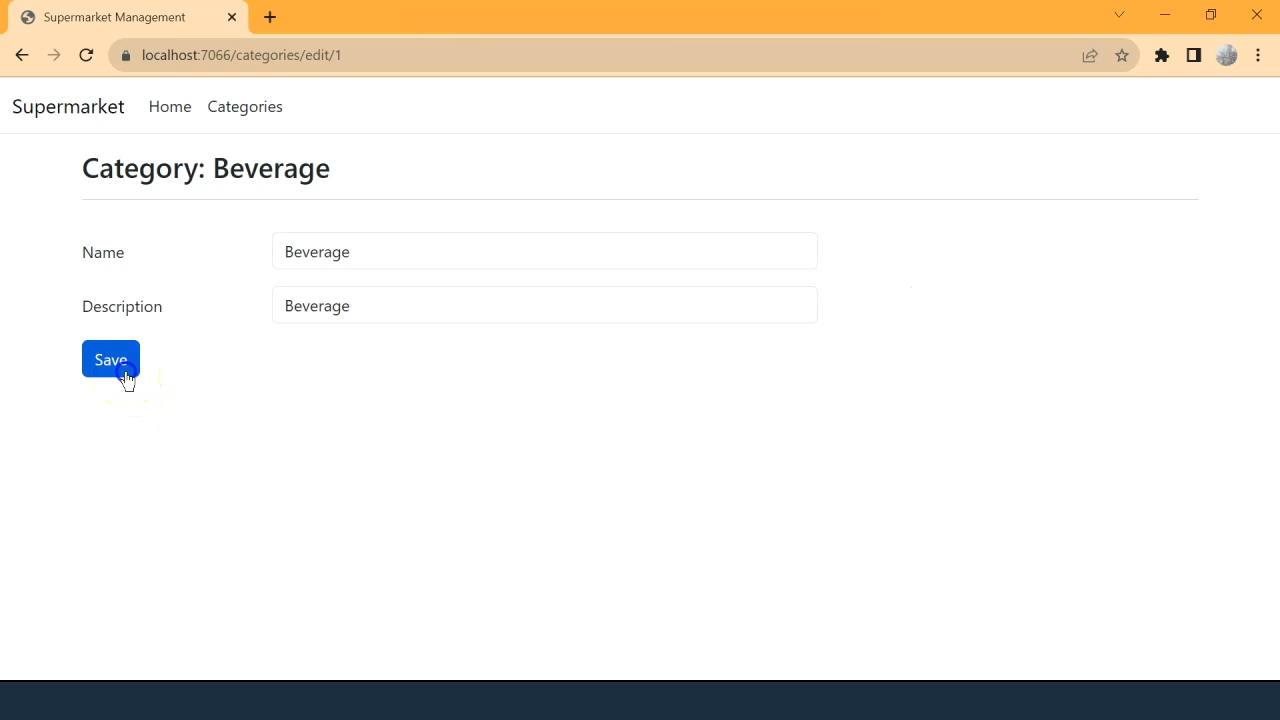 Supermarket Management
localhost:7066/categories/edit/1
Supermarket Home Categories
Category: Beverage
Name Beverage
Description Beverage
Save